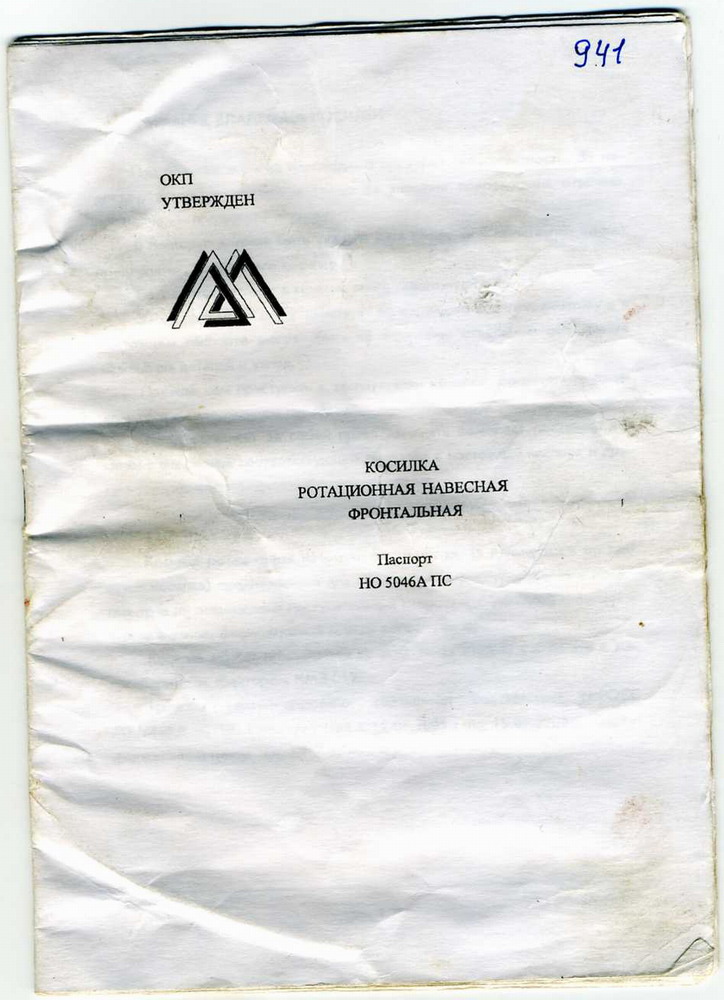 941
ОКП
УТВЕРЖДЕН
КОСИЛКА
РОТАЦИОННАЯ НАВЕСНАЯ
ФРОНТАЛЬНАЯ
Паспорт
НО 5046А ПС